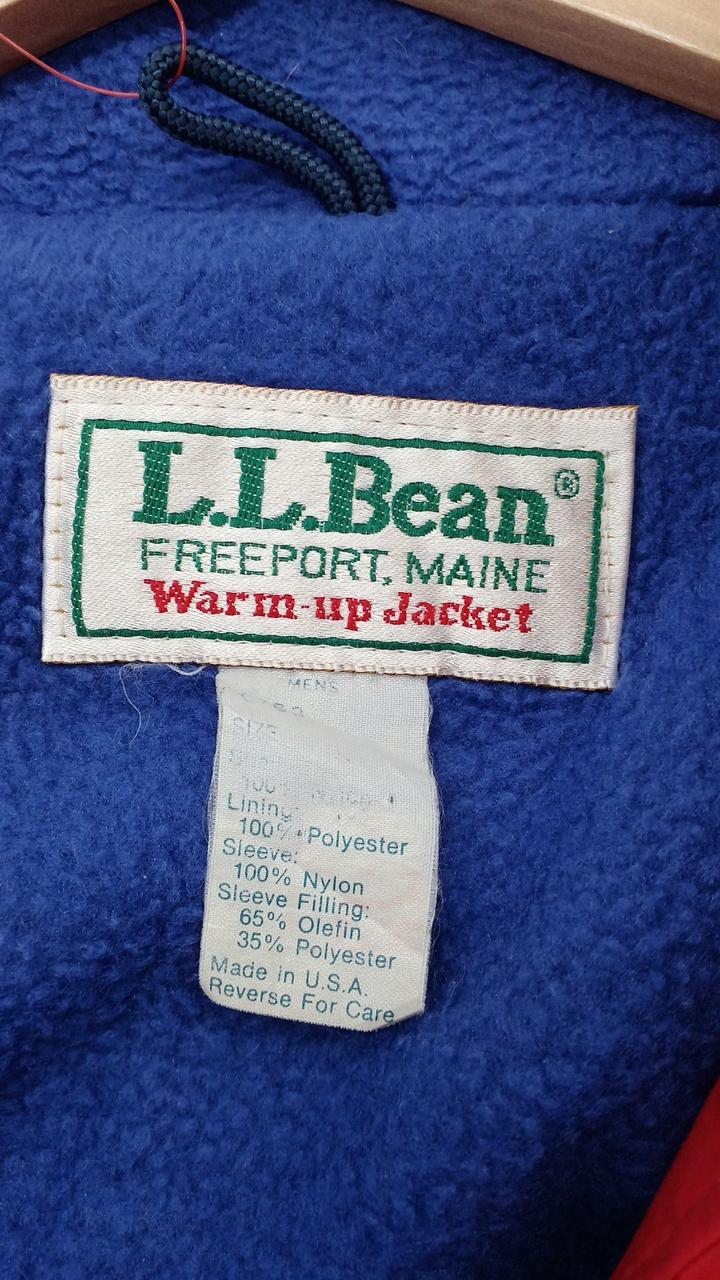 L.L.Bean®
FREEPORT, MAINE
Warm-up Jacket
MENS
SIZE
Lining:
100% Polyester
Sleeve:
100% Nylon
Sleeve Filling:
65% Olefin
35% Polyester
Made in U.S.A.
Reverse For Care